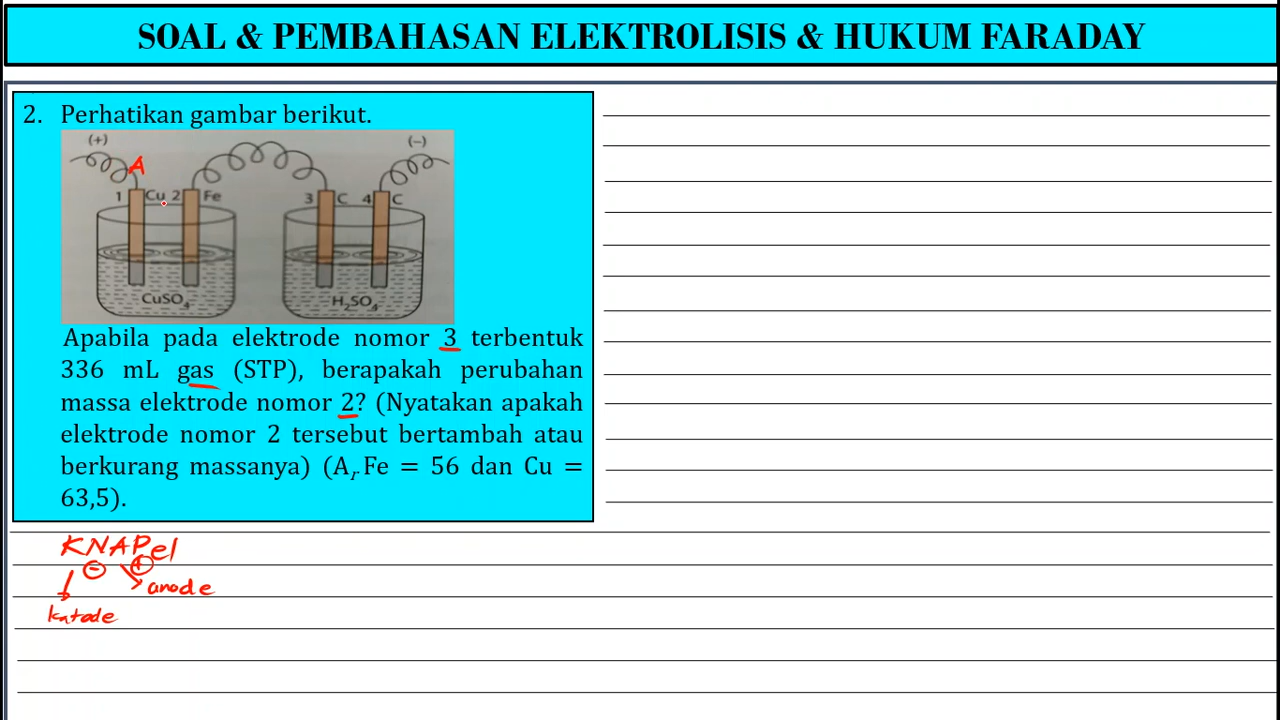 SOAL & PEMBAHASAN ELEKTROLISIS & HUKUM FARADAY
2. Perhatikan gambar berikut.
(+) (−)
A
1 Cu 2 Fe 3 C 4 C
CuSO₄ H₂SO₄
Apabila pada elektrode nomor 3 terbentuk
336 mL gas (STP), berapakah perubahan
massa elektrode nomor 2? (Nyatakan apakah
elektrode nomor 2 tersebut bertambah atau
berkurang massanya) (Aᵣ Fe = 56 dan Cu =
63,5).
KNAPel
− +
anode
katode